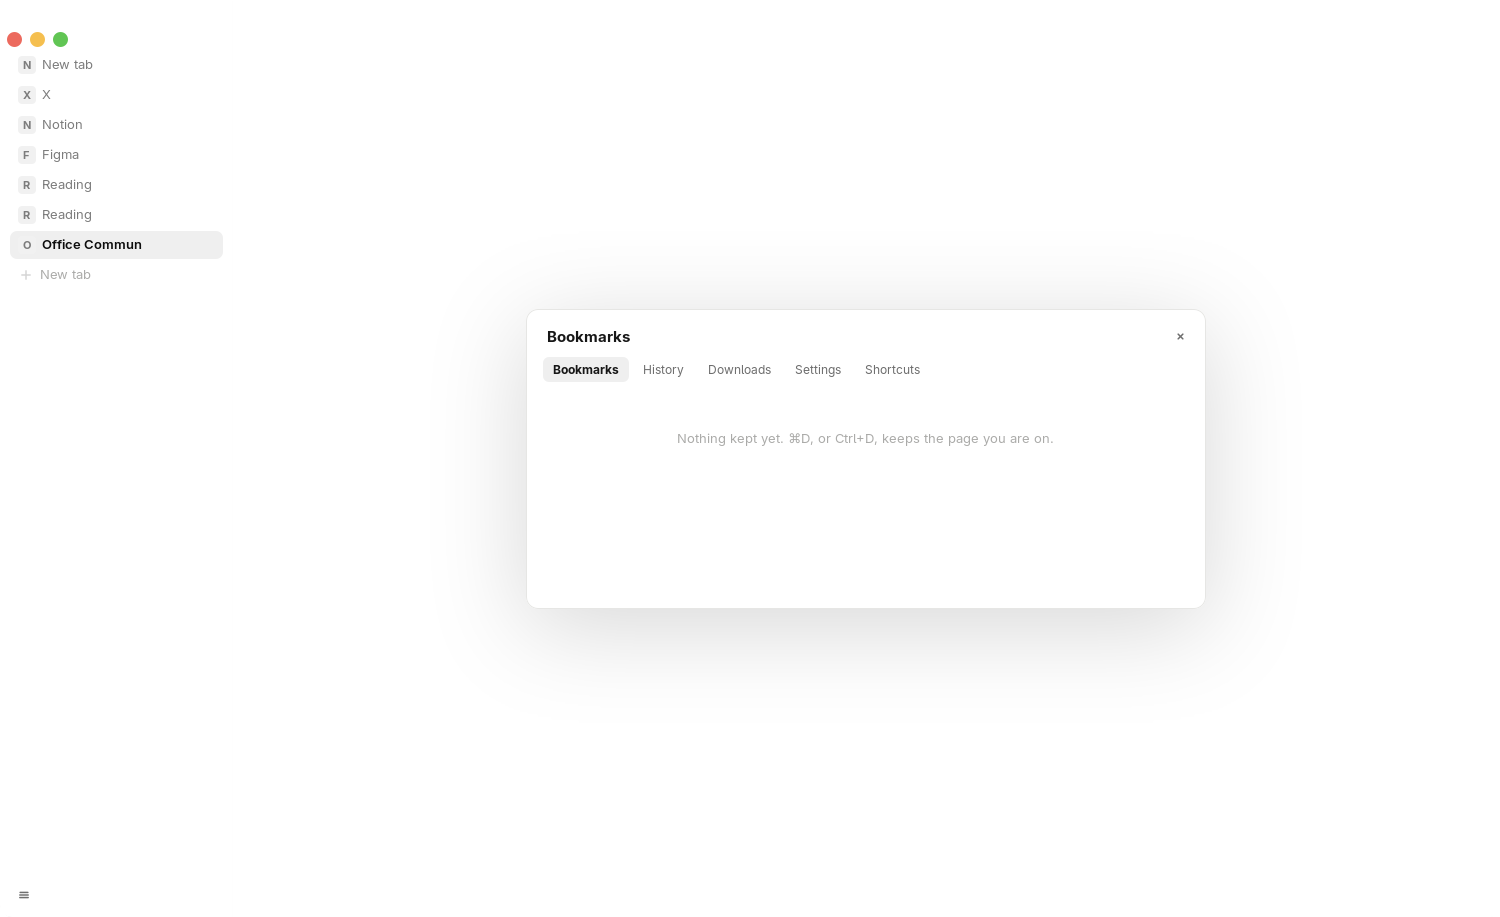 N New tab
X X
N Notion
F Figma
R Reading
R Reading
O Office Commun
+ New tab
Bookmarks
×
Bookmarks History Downloads Settings Shortcuts
Nothing kept yet. ⌘D, or Ctrl+D, keeps the page you are on.